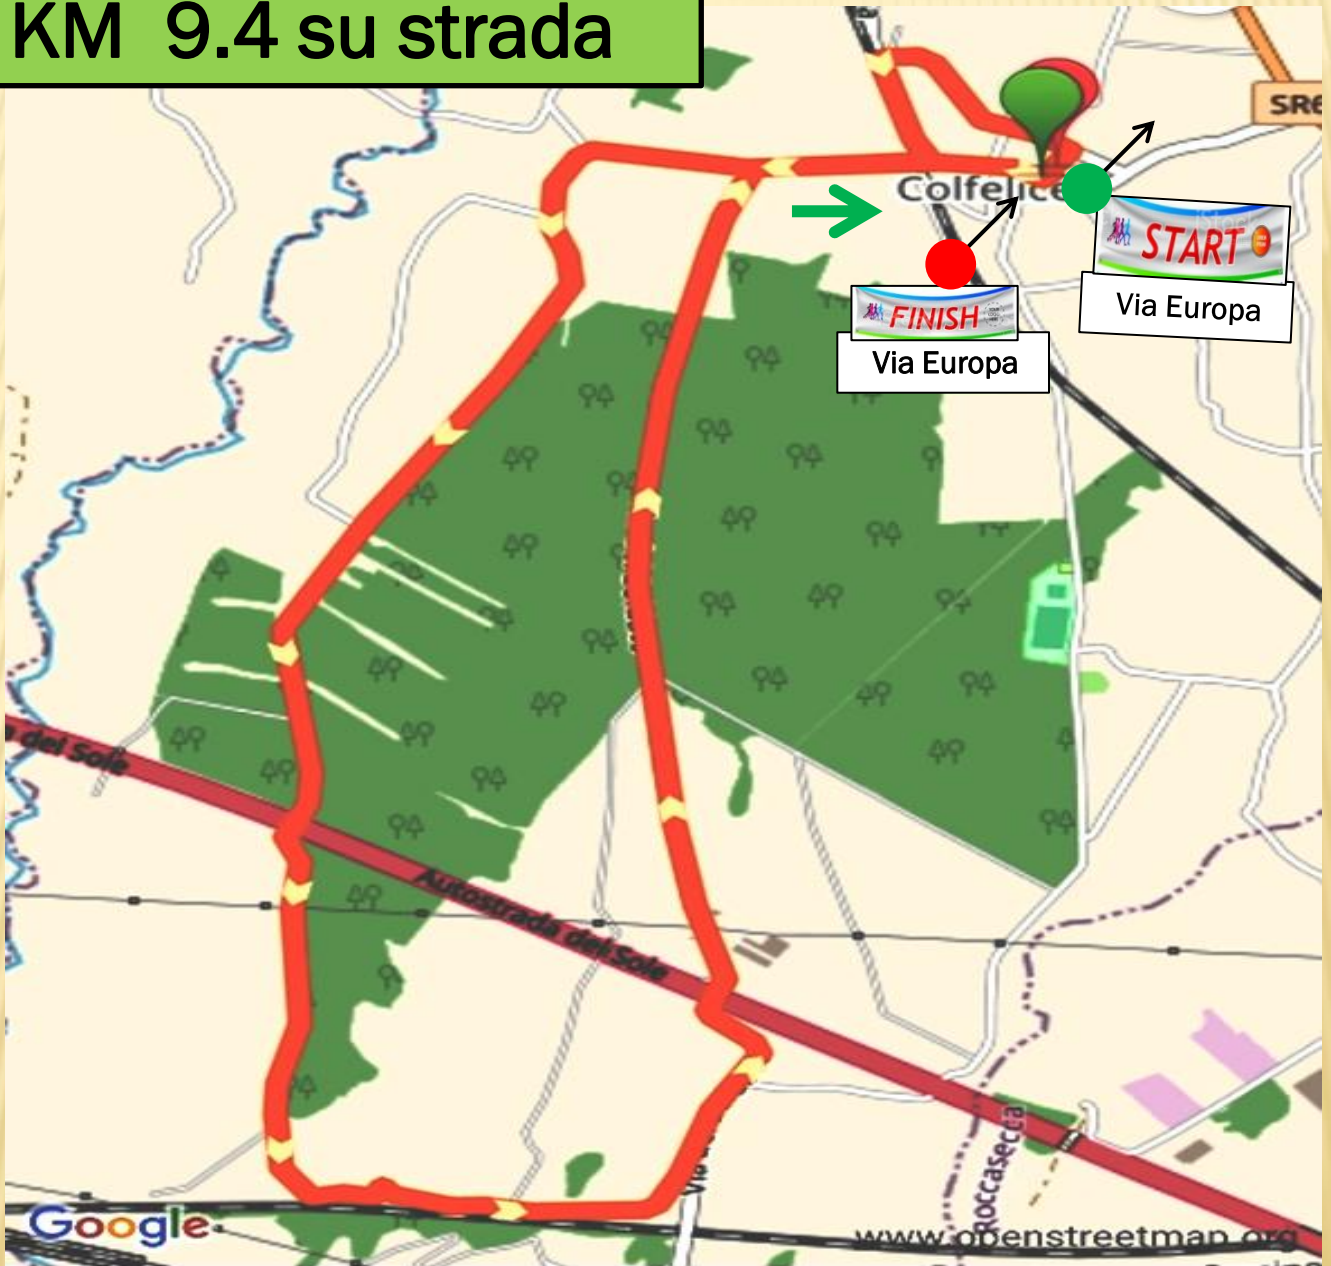 KM 9.4 su strada
SR6
Colfelice
START
Via Europa
FINISH
Via Europa
a del Sole
Autostrada del Sole
Roccasecca
Google
www.openstreetmap.org